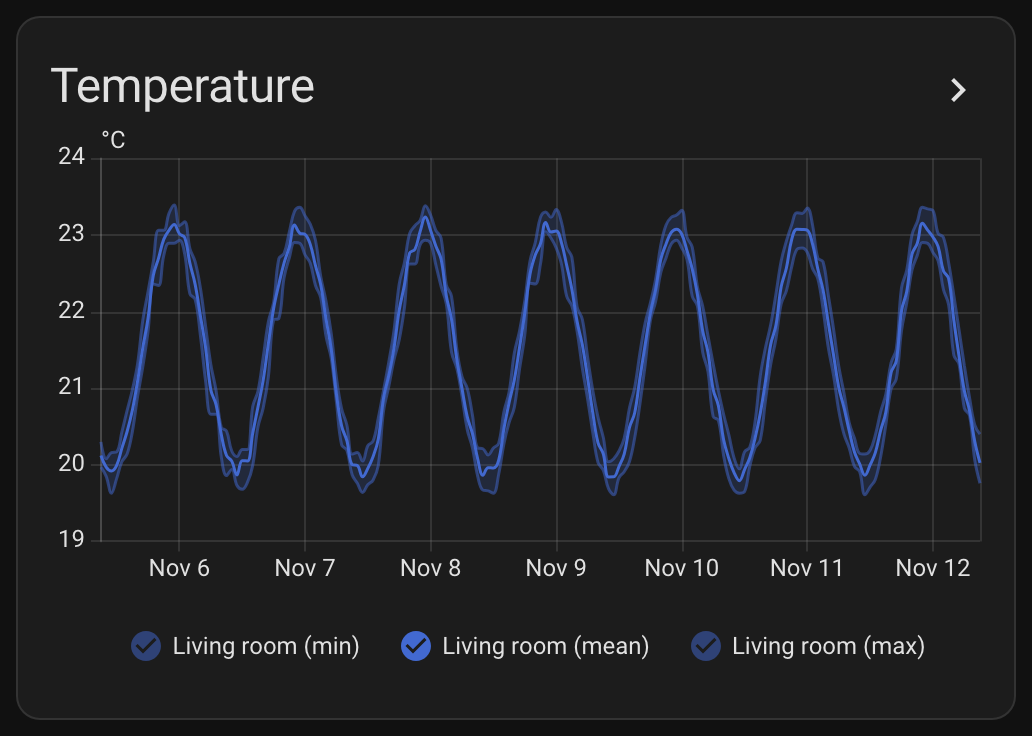 Temperature
°C
24
23
22
21
20
19
Nov 6 Nov 7 Nov 8 Nov 9 Nov 10 Nov 11 Nov 12
Living room (min) Living room (mean) Living room (max)